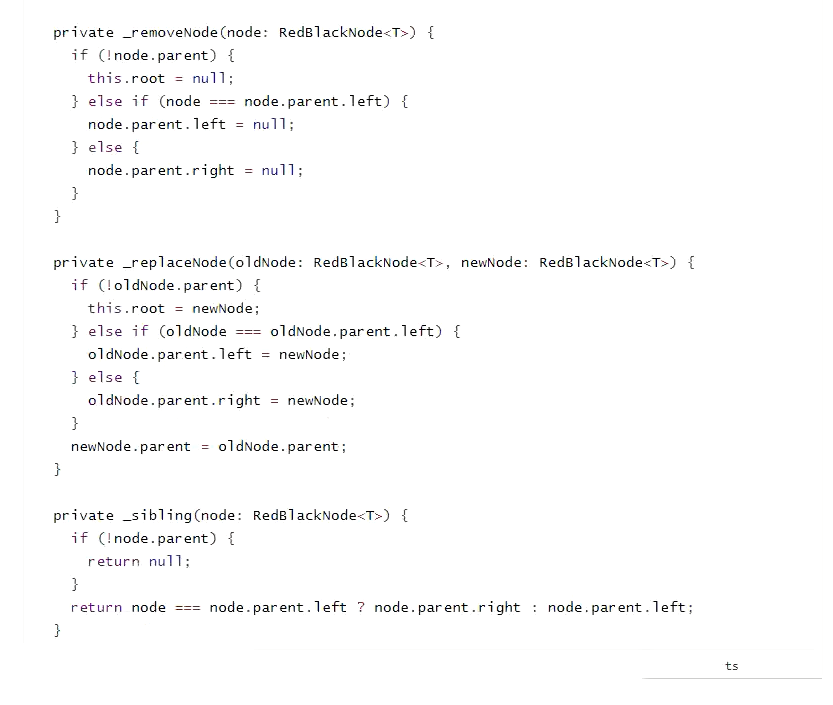 private _removeNode(node: RedBlackNode<T>) {
  if (!node.parent) {
    this.root = null;
  } else if (node === node.parent.left) {
    node.parent.left = null;
  } else {
    node.parent.right = null;
  }
}

private _replaceNode(oldNode: RedBlackNode<T>, newNode: RedBlackNode<T>) {
  if (!oldNode.parent) {
    this.root = newNode;
  } else if (oldNode === oldNode.parent.left) {
    oldNode.parent.left = newNode;
  } else {
    oldNode.parent.right = newNode;
  }
  newNode.parent = oldNode.parent;
}

private _sibling(node: RedBlackNode<T>) {
  if (!node.parent) {
    return null;
  }
  return node === node.parent.left ? node.parent.right : node.parent.left;
}
ts